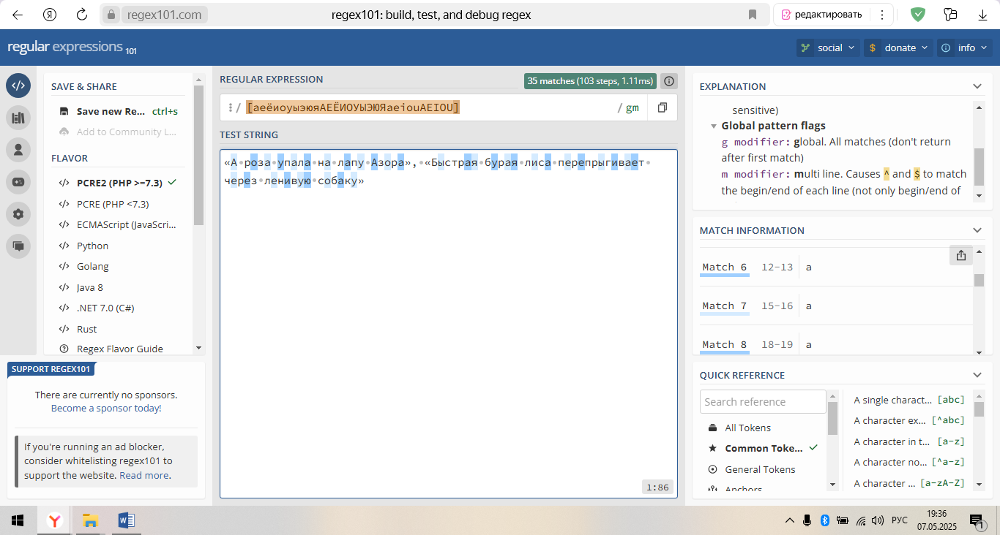 regex101.com
regex101: build, test, and debug regex
редактировать
regular expressions 101
social
$ donate
info
SAVE & SHARE
Save new Re... ctrl+s
Add to Community L...
FLAVOR
</> PCRE2 (PHP >=7.3)
</> PCRE (PHP <7.3)
</> ECMAScript (JavaScri...
</> Python
</> Golang
</> Java 8
</> .NET 7.0 (C#)
</> Rust
Regex Flavor Guide
SUPPORT REGEX101
There are currently no sponsors.
Become a sponsor today!
If you're running an ad blocker,
consider whitelisting regex101 to
support the website. Read more.
REGULAR EXPRESSION
35 matches (103 steps, 1.11ms)
/ [аеёиоуыэюяАЕЁИОУЫЭЮЯaeiouAEIOU] / gm
TEST STRING
«А·роза·упала·на·лапу·Азора»,·«Быстрая·бурая·лиса·перепрыгивает·
через·ленивую·собаку»
1:86
EXPLANATION
sensitive)
Global pattern flags
g modifier: global. All matches (don't return
after first match)
m modifier: multi line. Causes ^ and $ to match
the begin/end of each line (not only begin/end of
MATCH INFORMATION
Match 6 12-13 а
Match 7 15-16 а
Match 8 18-19 а
QUICK REFERENCE
Search reference
All Tokens
Common Toke...
General Tokens
Anchors
A single charact... [abc]
A character ex... [^abc]
A character in t... [a-z]
A character no... [^a-z]
A character ... [a-zA-Z]
РУС
19:36
07.05.2025
1